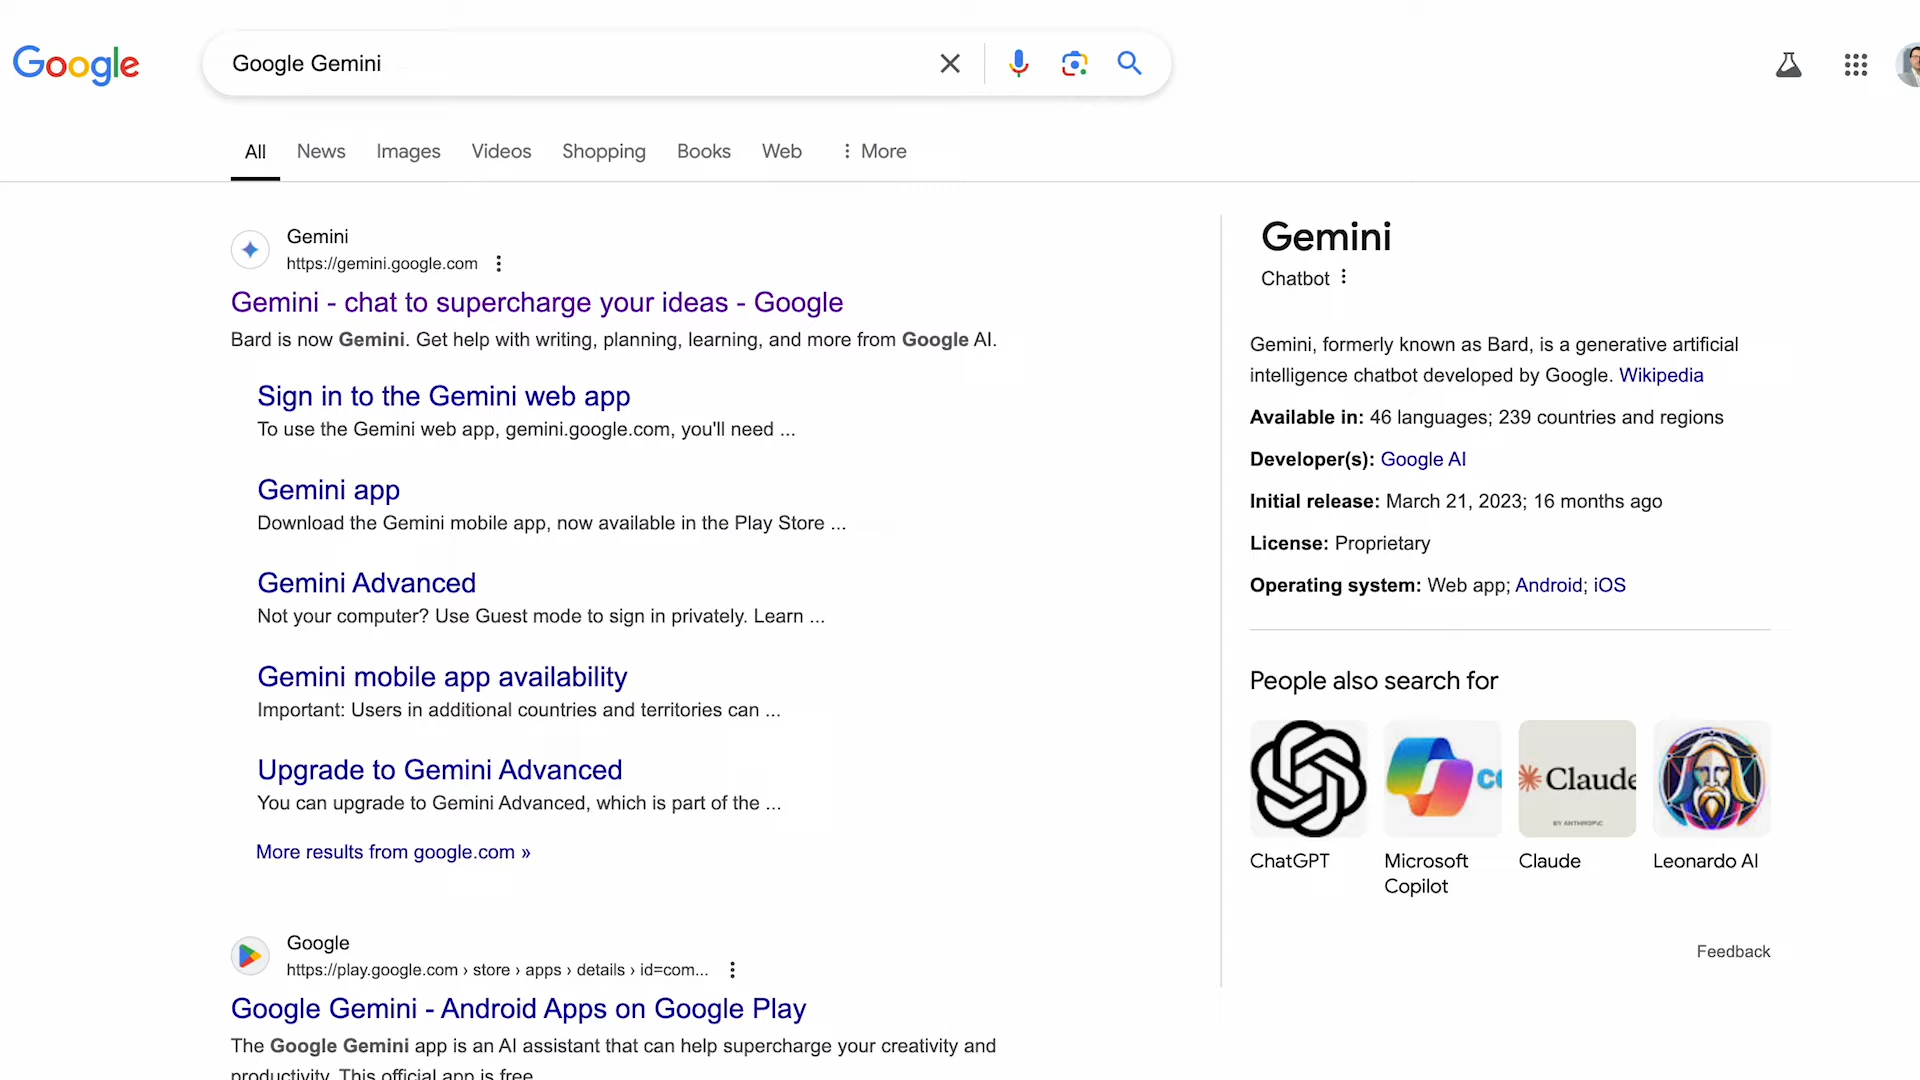 Google
Google Gemini
All News Images Videos Shopping Books Web More
Gemini
https://gemini.google.com
Gemini - chat to supercharge your ideas - Google
Bard is now Gemini. Get help with writing, planning, learning, and more from Google AI.
Sign in to the Gemini web app
To use the Gemini web app, gemini.google.com, you'll need ...
Gemini app
Download the Gemini mobile app, now available in the Play Store ...
Gemini Advanced
Not your computer? Use Guest mode to sign in privately. Learn ...
Gemini mobile app availability
Important: Users in additional countries and territories can ...
Upgrade to Gemini Advanced
You can upgrade to Gemini Advanced, which is part of the ...
More results from google.com »
Google
https://play.google.com › store › apps › details › id=com...
Google Gemini - Android Apps on Google Play
The Google Gemini app is an AI assistant that can help supercharge your creativity and
productivity. This official app is free
Gemini
Chatbot
Gemini, formerly known as Bard, is a generative artificial
intelligence chatbot developed by Google. Wikipedia
Available in: 46 languages; 239 countries and regions
Developer(s): Google AI
Initial release: March 21, 2023; 16 months ago
License: Proprietary
Operating system: Web app; Android; iOS
People also search for
Claude
BY ANTHROP\C
ChatGPT
Microsoft
Copilot
Claude
Leonardo AI
Feedback